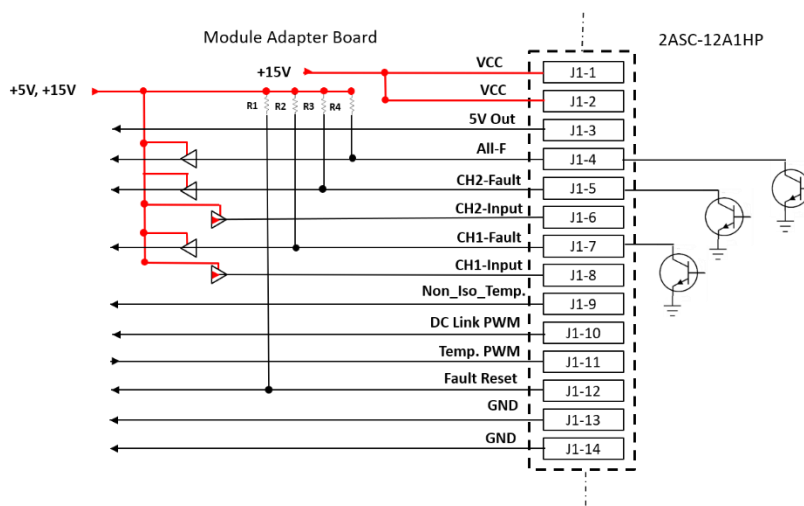 Module Adapter Board
2ASC-12A1HP
+5V, +15V
+15V
R1
R2
R3
R4
VCC
J1-1
VCC
J1-2
5V Out
J1-3
All-F
J1-4
CH2-Fault
J1-5
CH2-Input
J1-6
CH1-Fault
J1-7
CH1-Input
J1-8
Non_Iso_Temp.
J1-9
DC Link PWM
J1-10
Temp. PWM
J1-11
Fault Reset
J1-12
GND
J1-13
GND
J1-14